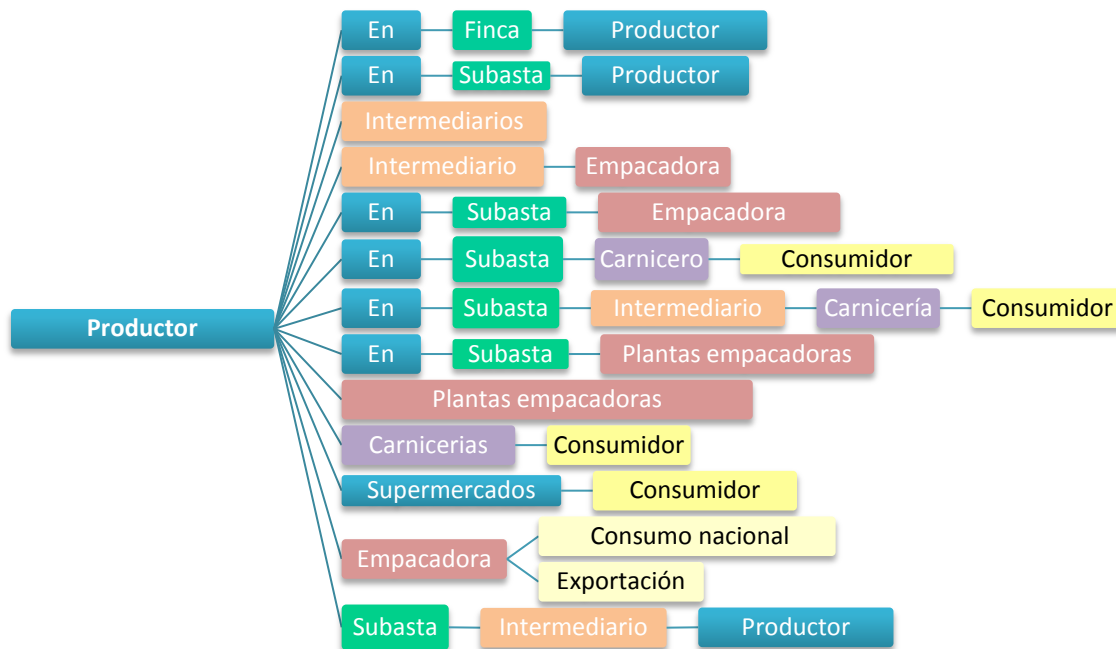 En Finca Productor
En Subasta Productor
Intermediarios
Intermediario Empacadora
En Subasta Empacadora
En Subasta Carnicero Consumidor
En Subasta Intermediario Carnicería Consumidor
Productor
En Subasta Plantas empacadoras
Plantas empacadoras
Carnicerias Consumidor
Supermercados Consumidor
Empacadora
Consumo nacional
Exportación
Subasta Intermediario Productor